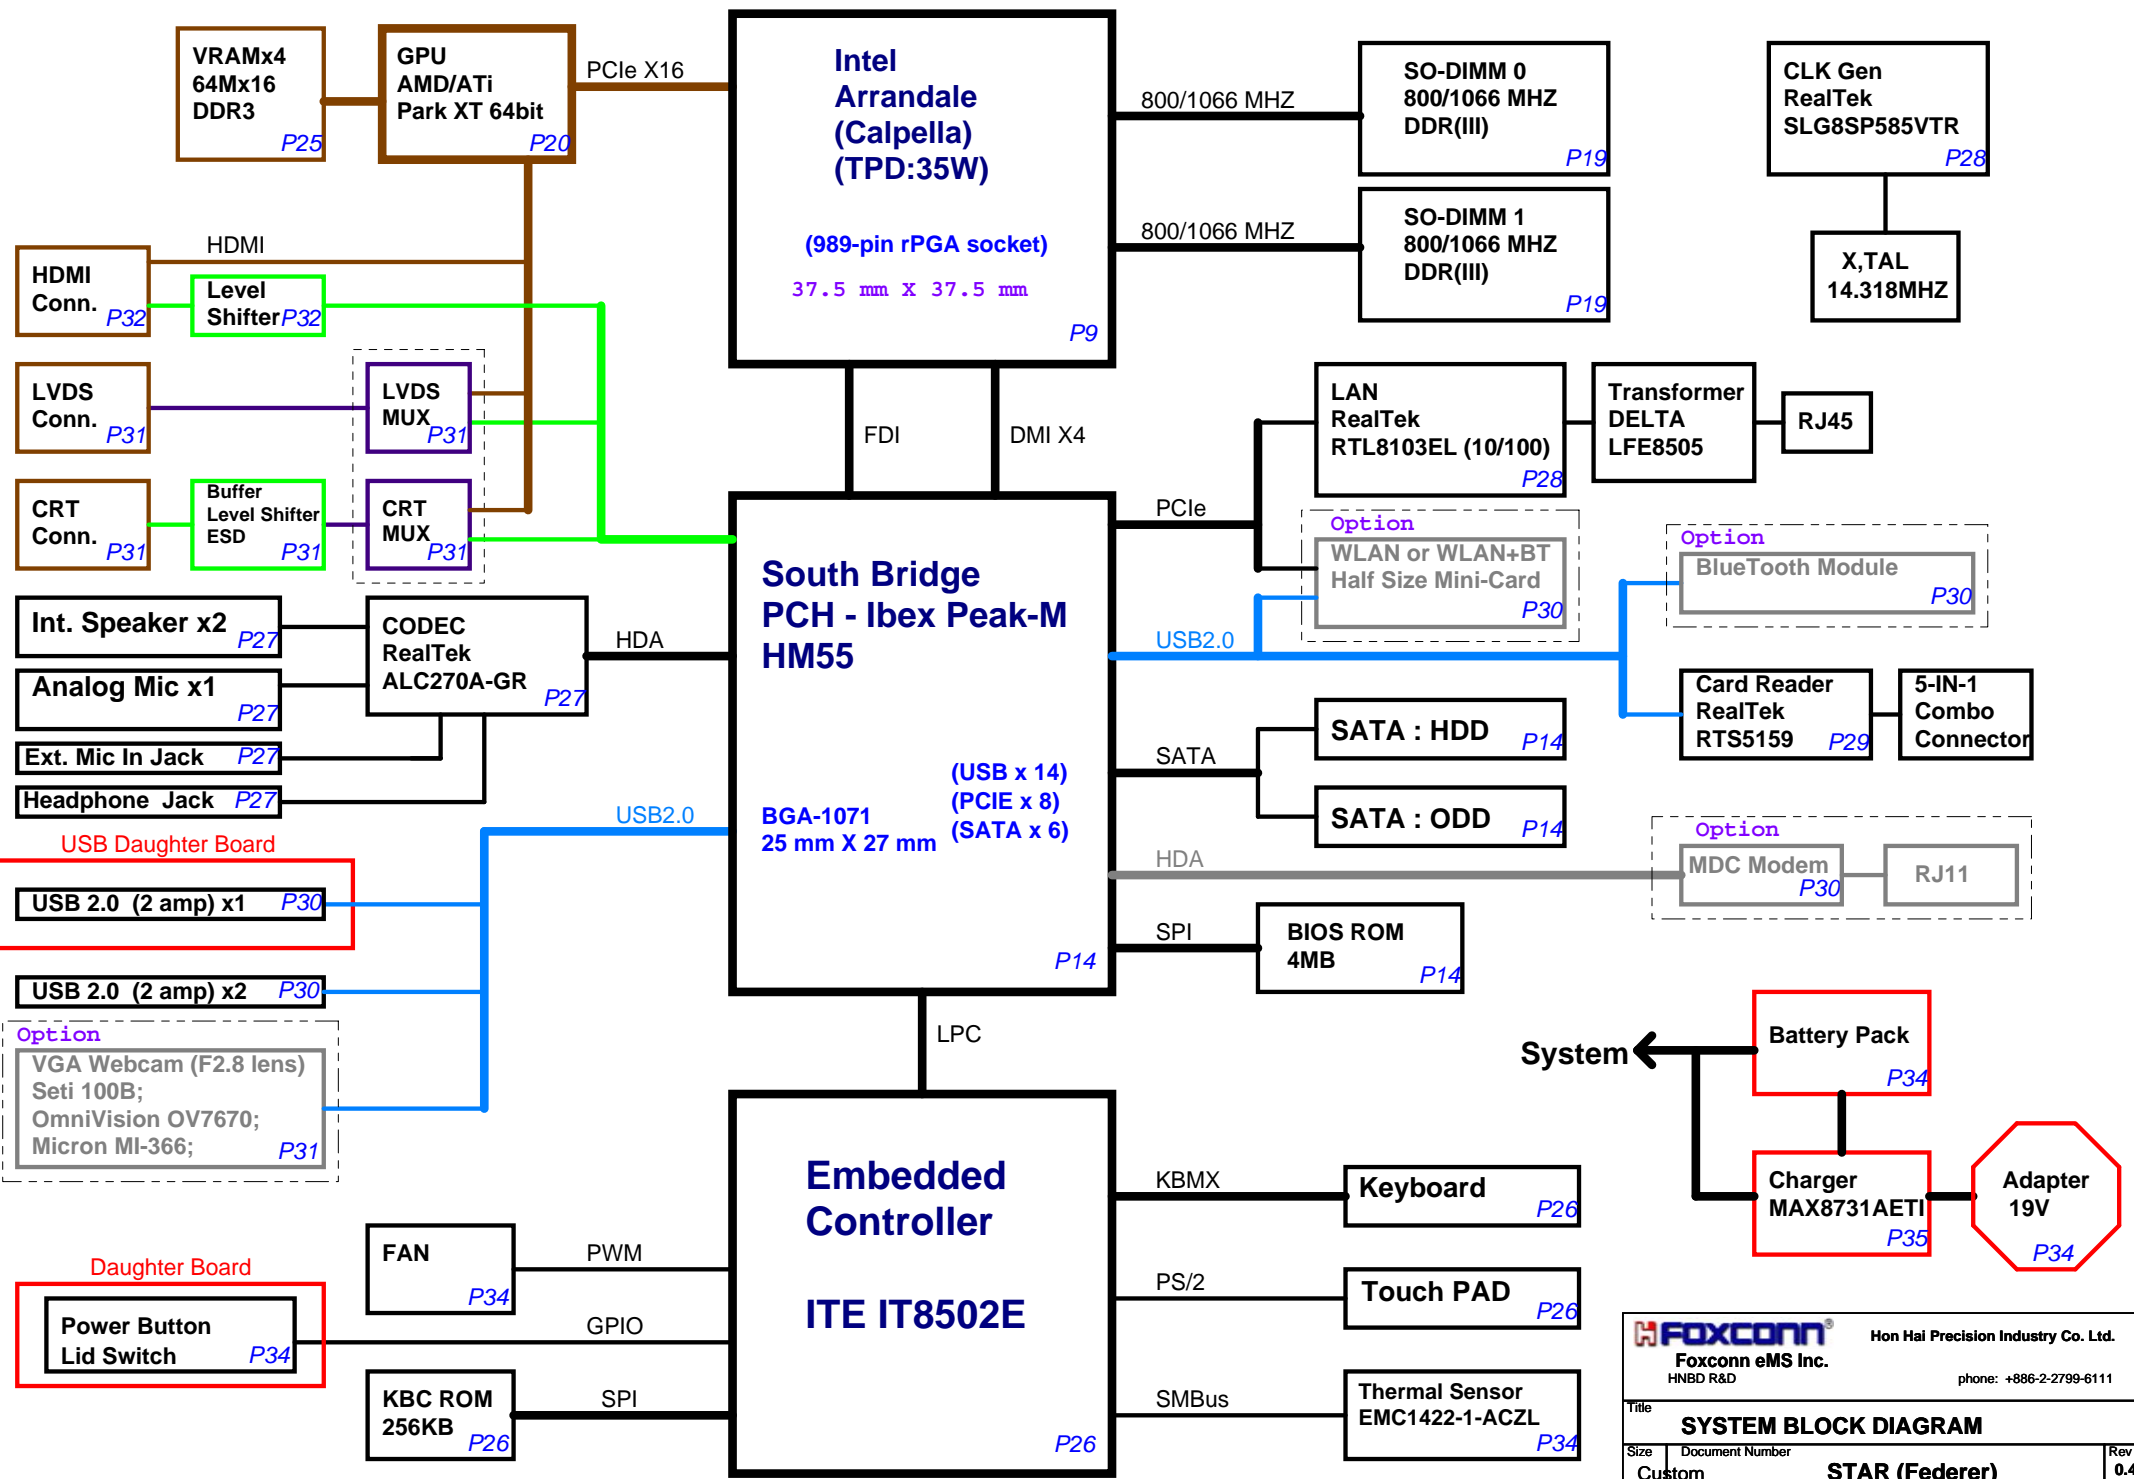 VRAMx4
64Mx16
DDR3
P25
GPU
AMD/ATi
Park XT 64bit
P20
PCIe X16
Intel
Arrandale
(Calpella)
(TPD:35W)
(989-pin rPGA socket)
37.5 mm X 37.5 mm
P9
800/1066 MHZ
SO-DIMM 0
800/1066 MHZ
DDR(III)
P19
800/1066 MHZ
SO-DIMM 1
800/1066 MHZ
DDR(III)
P19
CLK Gen
RealTek
SLG8SP585VTR
P28
X,TAL
14.318MHZ
HDMI
HDMI
Conn.
P32
Level
Shifter
P32
LVDS
Conn.
P31
LVDS
MUX
P31
CRT
Conn.
P31
Buffer
Level Shifter
ESD
P31
CRT
MUX
P31
FDI
DMI X4
LAN
RealTek
RTL8103EL (10/100)
P28
Transformer
DELTA
LFE8505
RJ45
PCIe
Option
WLAN or WLAN+BT
Half Size Mini-Card
P30
Option
BlueTooth Module
P30
USB2.0
Card Reader
RealTek
RTS5159
P29
5-IN-1
Combo
Connector
South Bridge
PCH - Ibex Peak-M
HM55
(USB x 14)
(PCIE x 8)
(SATA x 6)
BGA-1071
25 mm X 27 mm
P14
Int. Speaker x2
P27
Analog Mic x1
P27
Ext. Mic In Jack
P27
Headphone Jack
P27
CODEC
RealTek
ALC270A-GR
P27
HDA
SATA
SATA : HDD
P14
SATA : ODD
P14
HDA
Option
MDC Modem
P30
RJ11
SPI
BIOS ROM
4MB
P14
USB Daughter Board
USB2.0
USB 2.0 (2 amp) x1
P30
USB 2.0 (2 amp) x2
P30
Option
VGA Webcam (F2.8 lens)
Seti 100B;
OmniVision OV7670;
Micron MI-366;
P31
LPC
System
Battery Pack
P34
Charger
MAX8731AETI
P35
Adapter
19V
P34
Embedded
Controller
ITE IT8502E
P26
FAN
P34
PWM
Daughter Board
Power Button
Lid Switch
P34
GPIO
KBC ROM
256KB
P26
SPI
KBMX
Keyboard
P26
PS/2
Touch PAD
P26
SMBus
Thermal Sensor
EMC1422-1-ACZL
P34
FOXCONN®
Hon Hai Precision Industry Co. Ltd.
Foxconn eMS Inc.
HNBD R&D
phone: +886-2-2799-6111
Title
SYSTEM BLOCK DIAGRAM
Size
Document Number
Rev
Custom
STAR (Federer)
0.4